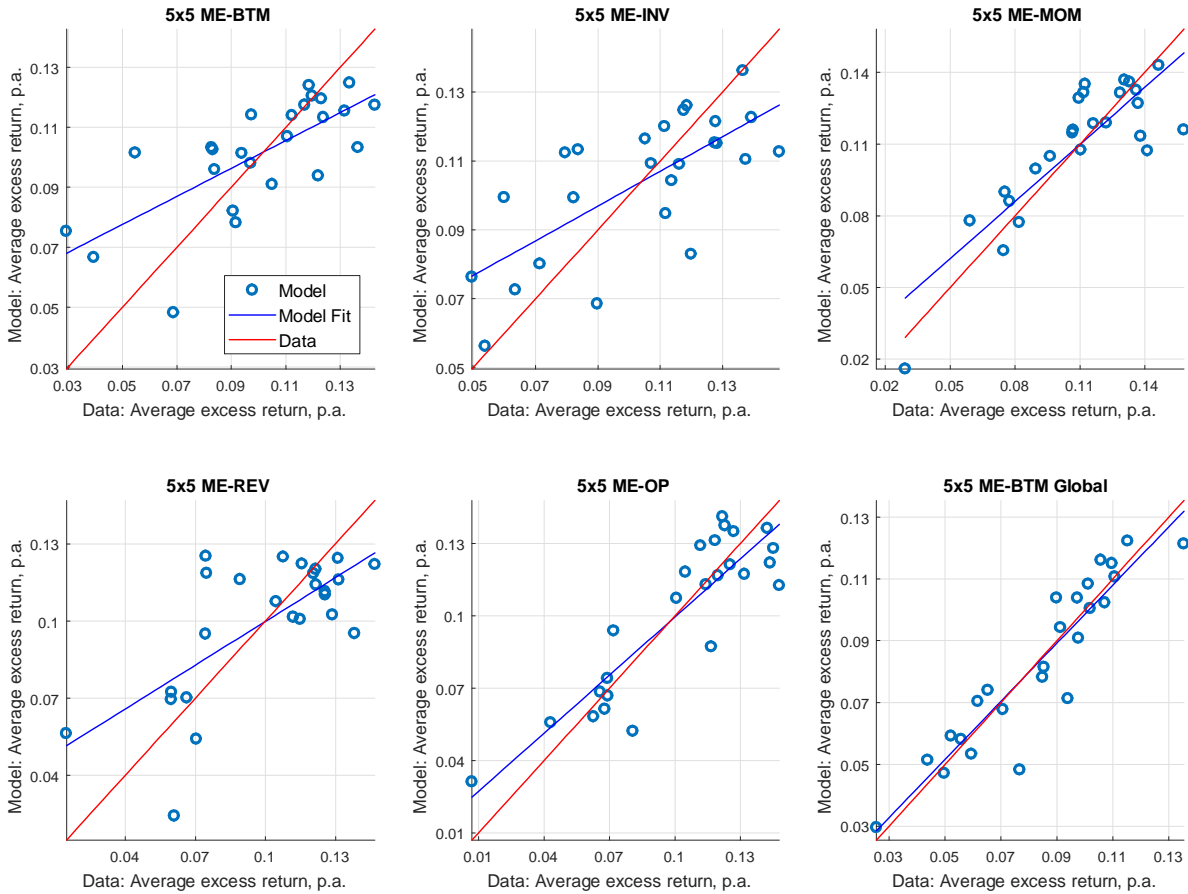 5x5 ME-BTM
Model: Average excess return, p.a.
0.13
0.11
0.09
0.07
0.05
0.03
0.03 0.05 0.07 0.09 0.11 0.13
Data: Average excess return, p.a.
Model
Model Fit
Data
5x5 ME-INV
Model: Average excess return, p.a.
0.13
0.11
0.09
0.07
0.05
0.05 0.07 0.09 0.11 0.13
Data: Average excess return, p.a.
5x5 ME-MOM
Model: Average excess return, p.a.
0.14
0.11
0.08
0.05
0.02
0.02 0.05 0.08 0.11 0.14
Data: Average excess return, p.a.
5x5 ME-REV
Model: Average excess return, p.a.
0.13
0.1
0.07
0.04
0.04 0.07 0.1 0.13
Data: Average excess return, p.a.
5x5 ME-OP
Model: Average excess return, p.a.
0.13
0.1
0.07
0.04
0.01
0.01 0.04 0.07 0.1 0.13
Data: Average excess return, p.a.
5x5 ME-BTM Global
Model: Average excess return, p.a.
0.13
0.11
0.09
0.07
0.05
0.03
0.03 0.05 0.07 0.09 0.11 0.13
Data: Average excess return, p.a.